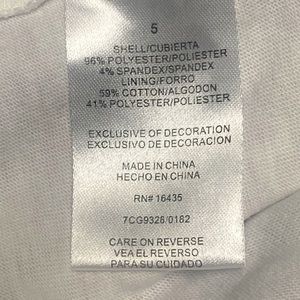 5
SHELL/CUBIERTA
96% POLYESTER/POLIESTER
4% SPANDEX/SPANDEX
LINING/FORRO
59% COTTON/ALGODON
41% POLYESTER/POLIESTER
EXCLUSIVE OF DECORATION
EXCLUSIVO DE DECORACION
MADE IN CHINA
HECHO EN CHINA
RN# 16435
7CG9328/0182
CARE ON REVERSE
VEA EL REVERSO
PARA SU CUIDADO